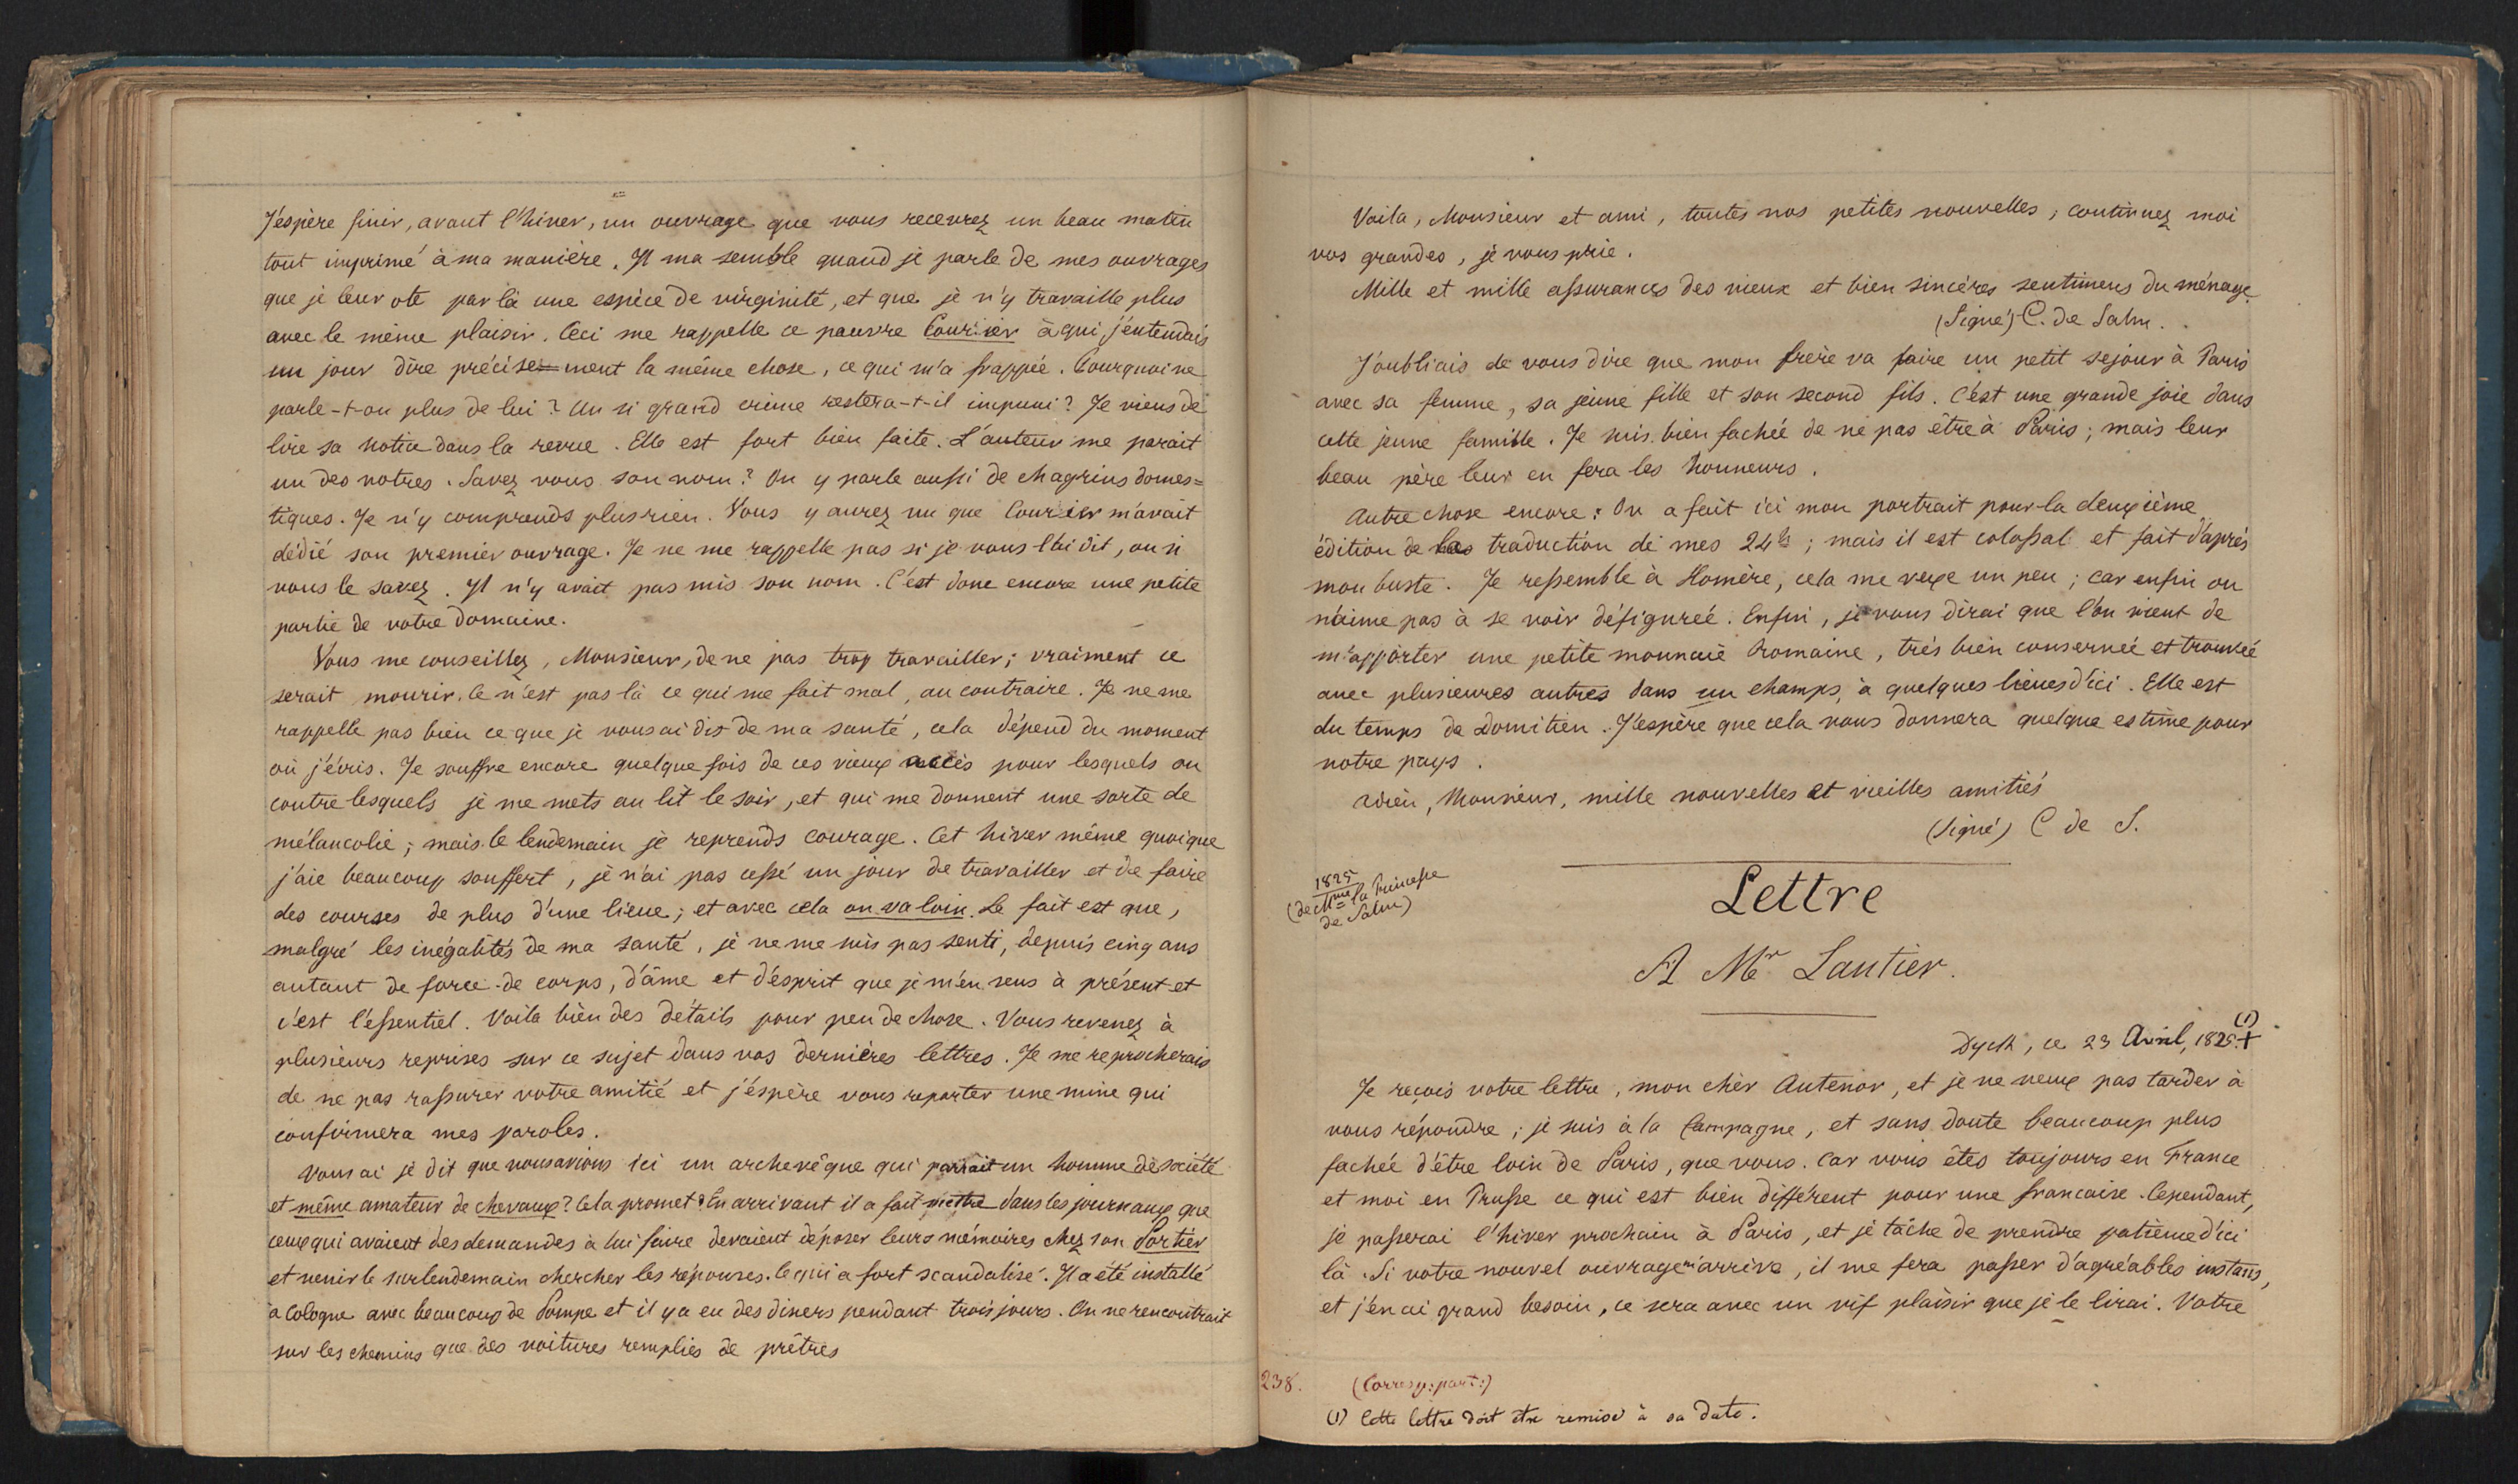 J'éspère finir, avant l'hiver, un ouvrage que vous recevrez un beau matin
tout imprimé à ma manière. Il ma semble quand je parle de mes ouvrages
que je leur ote par là une espèce de virginité, et que je n'y travaille plus
avec le même plaisir. Ceci me rappelle ce pauvre Courier à qui j'entendais
un jour dire précise=ment la même chose, ce qui m'a frappée. Pourquoi ne
parle-t-on plus de lui? Un si grand crime restera-t-il impuni? Je viens de
lire sa notice dans la revue. Elle est fort bien faite. L'auteur me parait
un des notres. Savez vous son nom? On y parle aussi de chagrins domes=
tiques. Je n'y comprends plus rien. Vous y aurez vu que Courier m'avait
dédié son premier ouvrage. Je ne me rappelle pas si je vous l'ai dit, ou si
vous le savez. Il n'y avait pas mis son nom. C'est donc encore une petite
partie de votre domaine.
Vous me conseillez, Monsieur, de ne pas trop travailler; vraiment ce
serait mourir. Ce n'est pas là ce qui me fait mal, au contraire. Je ne me
rappelle pas bien ce que je vous ai dis de ma santé, cela dépend du moment
où j'écris. Je souffre encore quelque fois de ces vieux accès pour lesquels ou
contre lesquels je me mets au lit le soir, et qui me donnent une sorte de
mélancolie; mais le lendemain je reprends courage. Cet hiver même quoique
j'aie beaucoup souffert, je n'ai pas cessé un jour de travailler et de faire
des courses de plus d'une lieue; et avec cela on va loin. Le fait est que,
malgré les inégalités de ma santé, je ne me suis pas senti, depuis cinq ans
autant de force de corps, d'âme et d'esprit que je m'en sens à présent et
c'est l'essentiel. Voila bien des détails pour peu de chose. Vous revenez à
plusieurs reprises sur ce sujet dans vos dernières lettres. Je me reprocherais
de ne pas rassurer votre amitié et j'éspère vous reporter une mine qui
confirmera mes paroles.
Vous ai je dit que nous avions ici un archevêque qui parrait un homme de société
et même amateur de chevaux? Cela promet? En arrivant il a fait mettre dans les journaux que
ceux qui avaient des demandes à lui faire devaient déposer leurs mémoires chez son Portier
et venir le surlendemain chercher les réponses. Ce qui a fort scandalisé. Il a été installé
à Cologne avec beaucoup de Pompe et il y a eu des diners pendant trois jours. On ne rencontrait
sur les chemins que des voitures remplies de prêtres
Voila, Monsieur et ami, toutes nos petites nouvelles; continuez moi
vos grandes, je vous prie.
Mille et mille assurances des vieux et bien sincères sentimens du ménage.
(Signé) C. de Salm.
J'oubliais de vous dire que mon frère va faire un petit sejour à Paris
avec sa femme, sa jeune fille et son second fils. C'est une grande joie dans
cette jeune famille. Je suis bien fachée de ne pas être à Paris; mais leur
beau père leur en fera les honneurs.
Autre chose encore: On a fait ici mon portrait pour la deuxième
édition de la traduction de mes 24h; mais il est colossal et fait d'après
mon buste. Je ressemble à Homère, cela me vexe un peu; car enfin on
n'aime pas à se voir défigurée. Enfin, je vous dirai que l'on vient de
m'apporter une petite monnaie Romaine, très bien conservée et trouvée
avec plusieures autres dans un champs, à quelques lieues d'ici. Elle est
du temps de Domitien. J'espère que cela vous donnera quelque estime pour
notre pays.
Adieu, Monsieur, mille nouvelles et vieilles amitiés
(Signé) C de S.
1825
(de Mme la Princesse
de Salm)
Lettre
A Mr Lantier.
Dyck, ce 23 Avril, 1825. + (1)
Je reçois votre lettre, mon chèr Antenor, et je ne veux pas tarder à
vous répondre; je suis à la Campagne, et sans doute beaucoup plus
fachée d'être loin de Paris, que vous. Car vous êtes toujours en France
et moi en Prusse ce qui est bien différent pour une francaise. Cependant,
je passerai l'hiver prochain à Paris, et je tâche de prendre patience d'ici
là. Si votre nouvel ouvrage m'arrive, il me fera passer d'agréables instans,
et j'en ai grand besoin, ce sera avec un vif plaisir que je le lirai. Votre
238. (Corresp: part:)
(1) Cette lettre doit être remise à sa date.